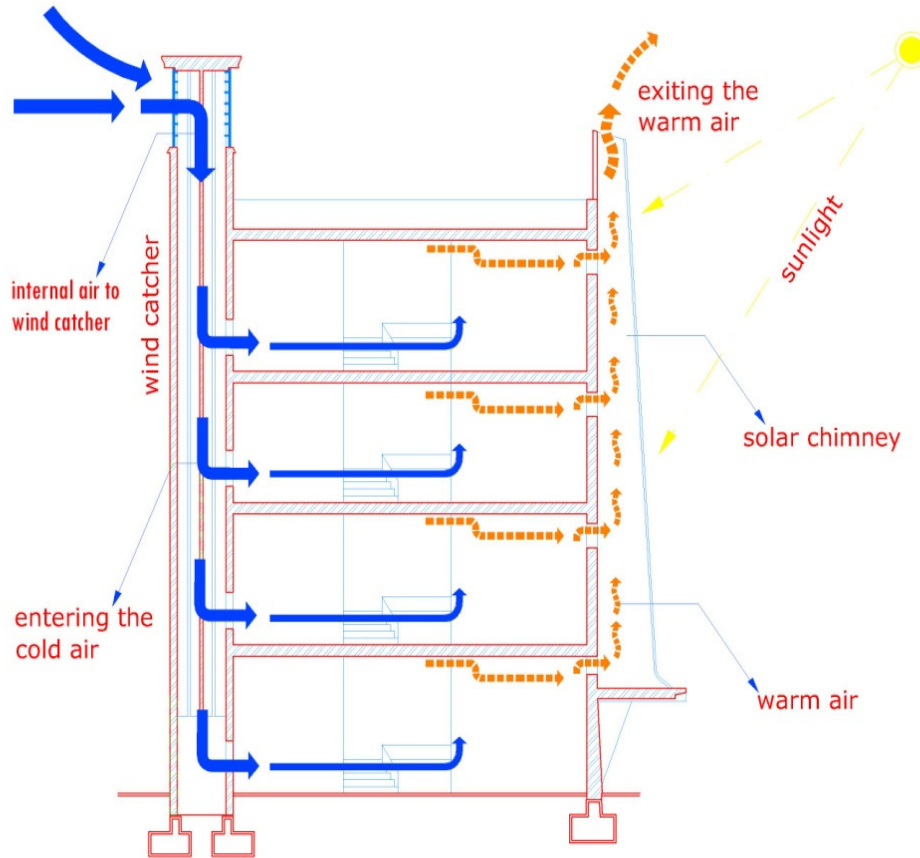 exiting the
warm air
sunlight
wind catcher
internal air to
wind catcher
solar chimney
entering the
cold air
warm air